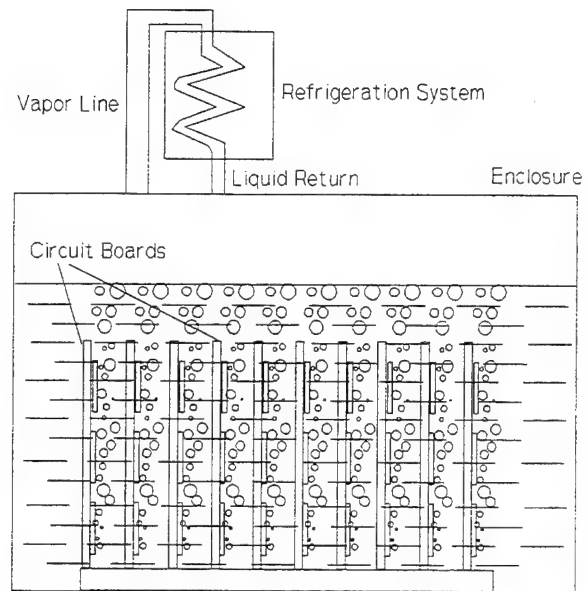 Vapor Line
Refrigeration System
Liquid Return
Enclosure
Circuit Boards